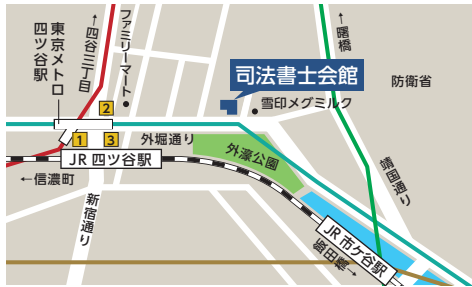 ←四谷三丁目
ファミリーマート
東京メトロ
四ツ谷駅
司法書士会館
雪印メグミルク
↑曙橋
防衛省
2
1
3
外堀通り
外濠公園
JR 四ツ谷駅
←信濃町
新宿通り
靖国通り
JR 市ケ谷駅
飯田橋→